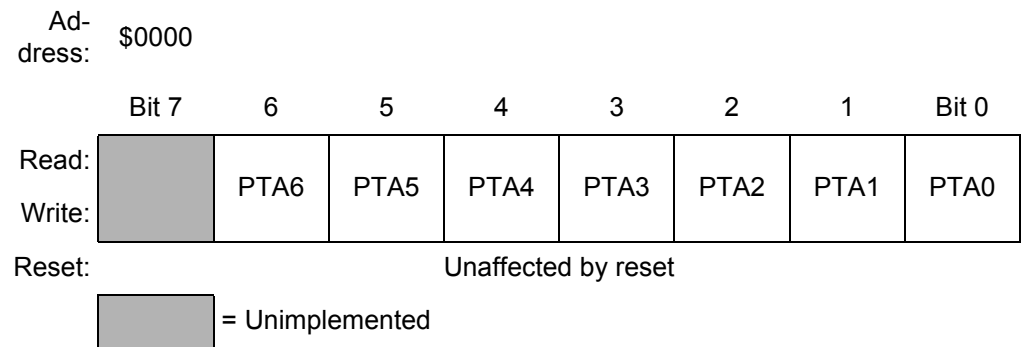 Ad-
dress: $0000
Bit 7 6 5 4 3 2 1 Bit 0
Read:
PTA6 PTA5 PTA4 PTA3 PTA2 PTA1 PTA0
Write:
Reset: Unaffected by reset
= Unimplemented